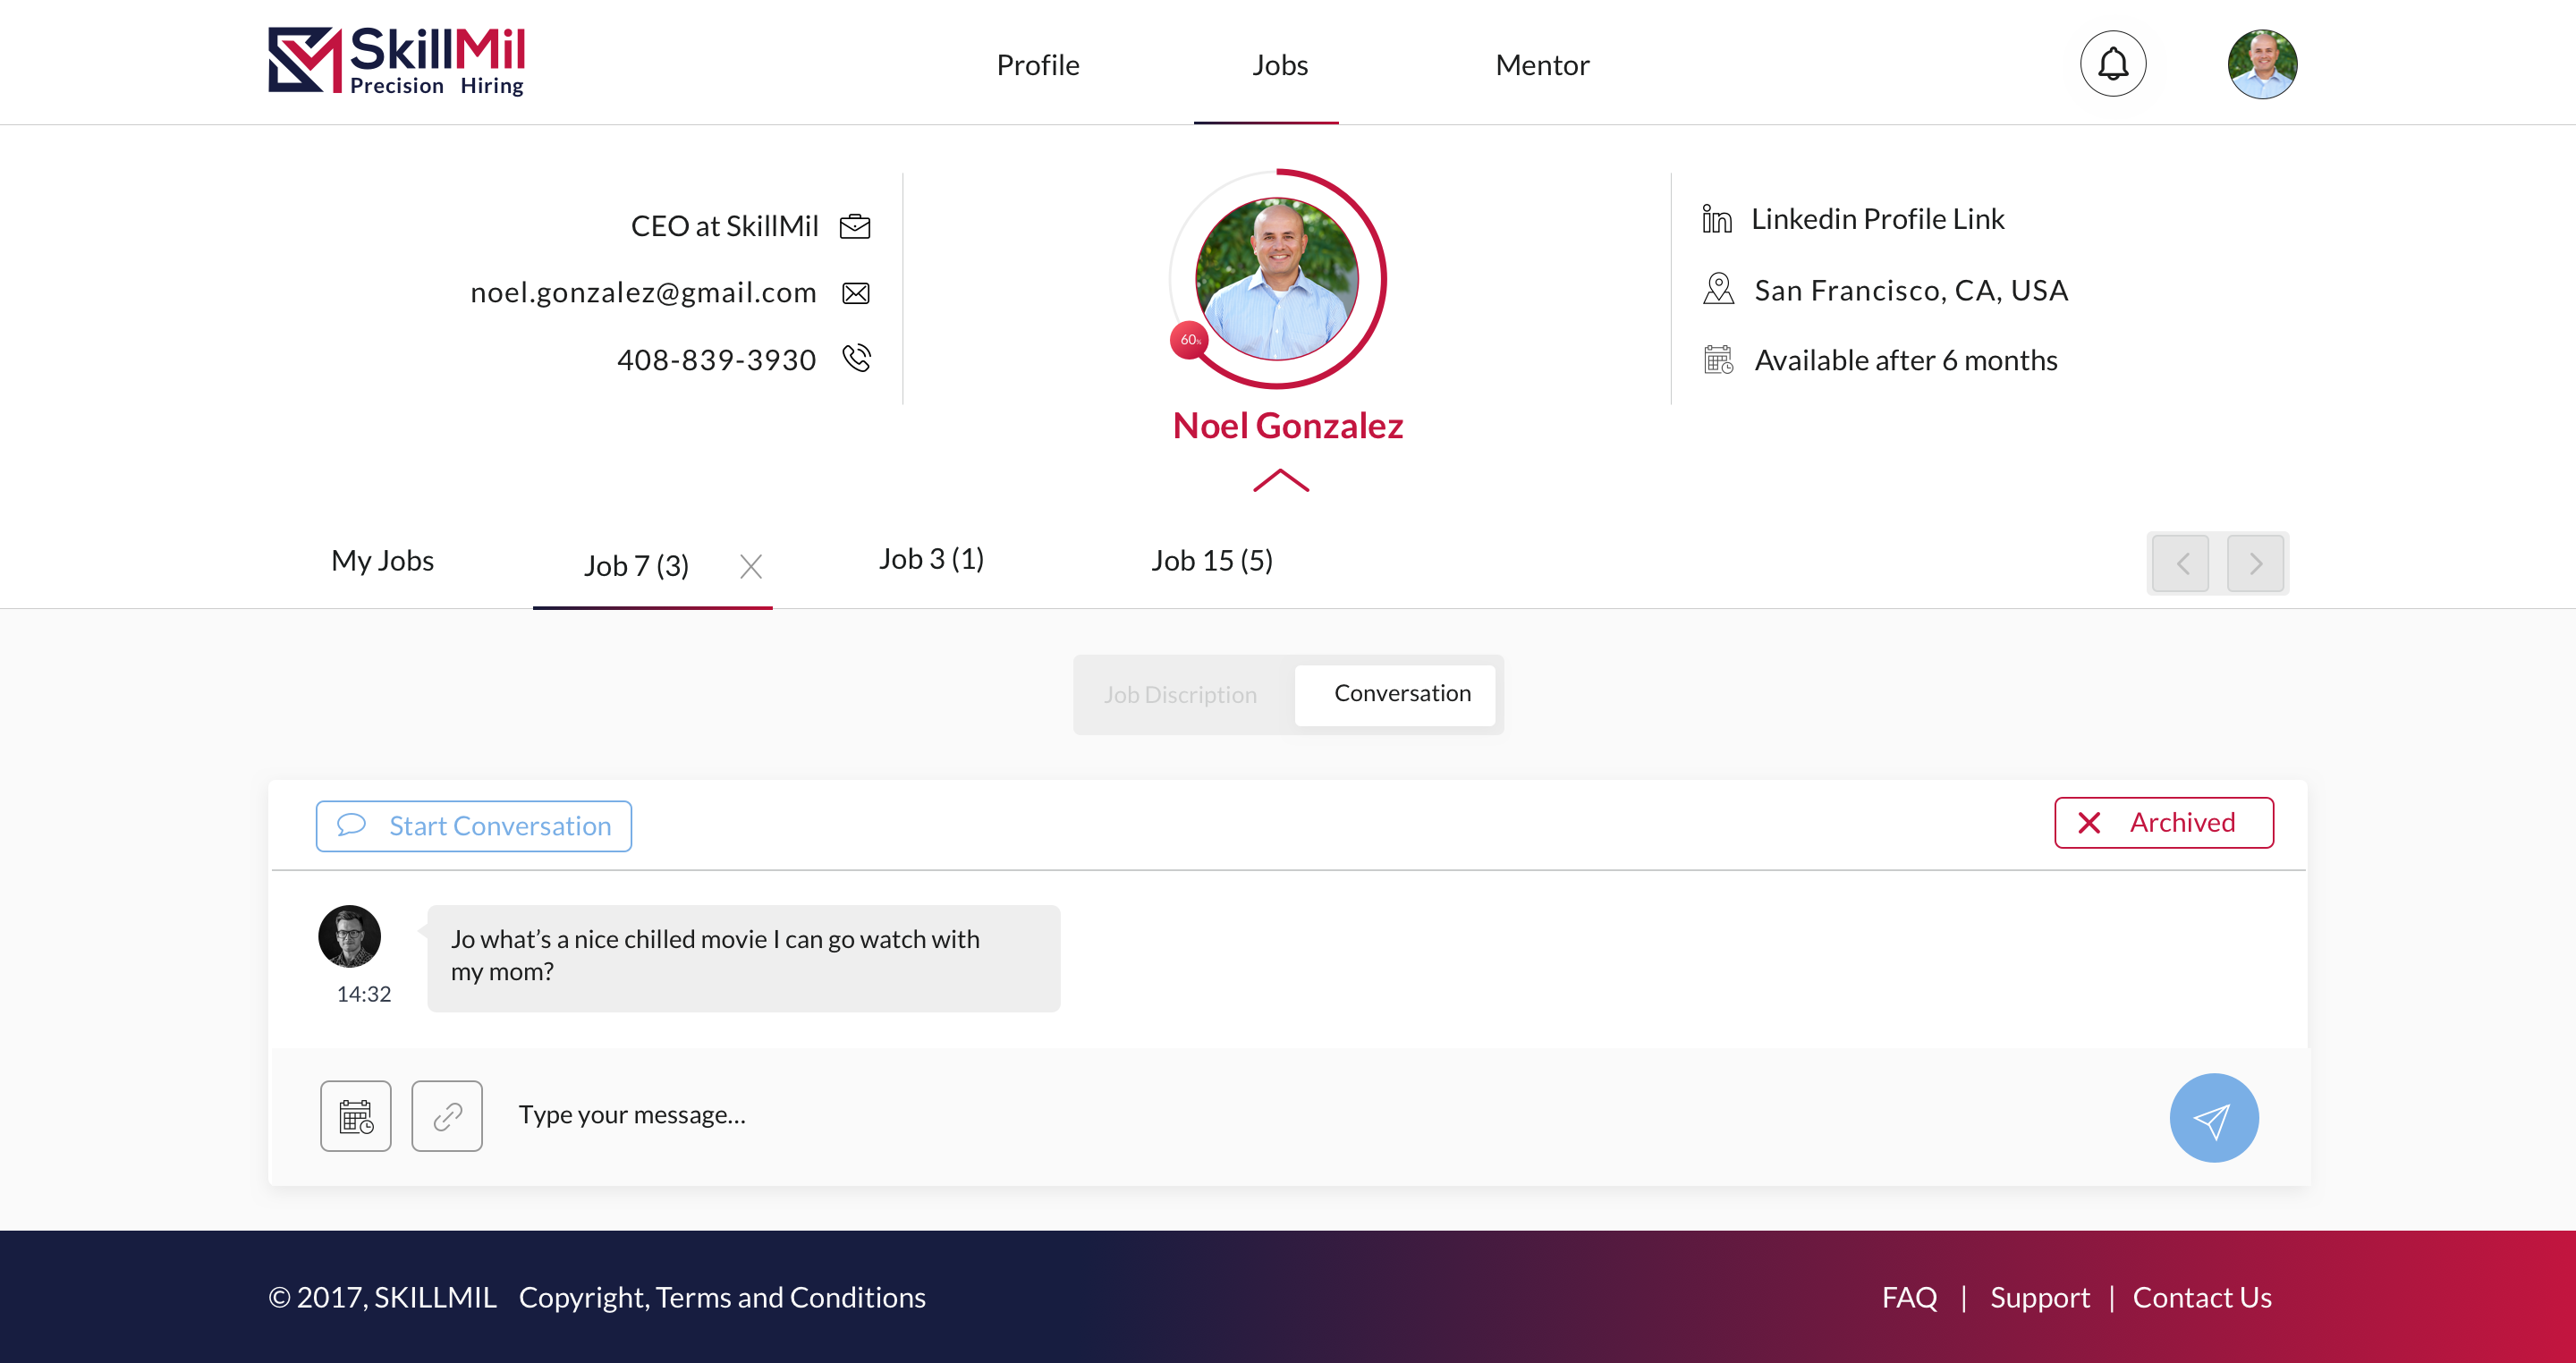 SkillMil
Precision Hiring
Profile
Jobs
Mentor
CEO at SkillMil
noel.gonzalez@gmail.com
408-839-3930
60%
Noel Gonzalez
Linkedin Profile Link
San Francisco, CA, USA
Available after 6 months
My Jobs
Job 7 (3)
Job 3 (1)
Job 15 (5)
Job Discription
Conversation
Start Conversation
Archived
Jo what’s a nice chilled movie I can go watch with
my mom?
14:32
Type your message...
© 2017, SKILLMIL Copyright, Terms and Conditions
FAQ | Support | Contact Us